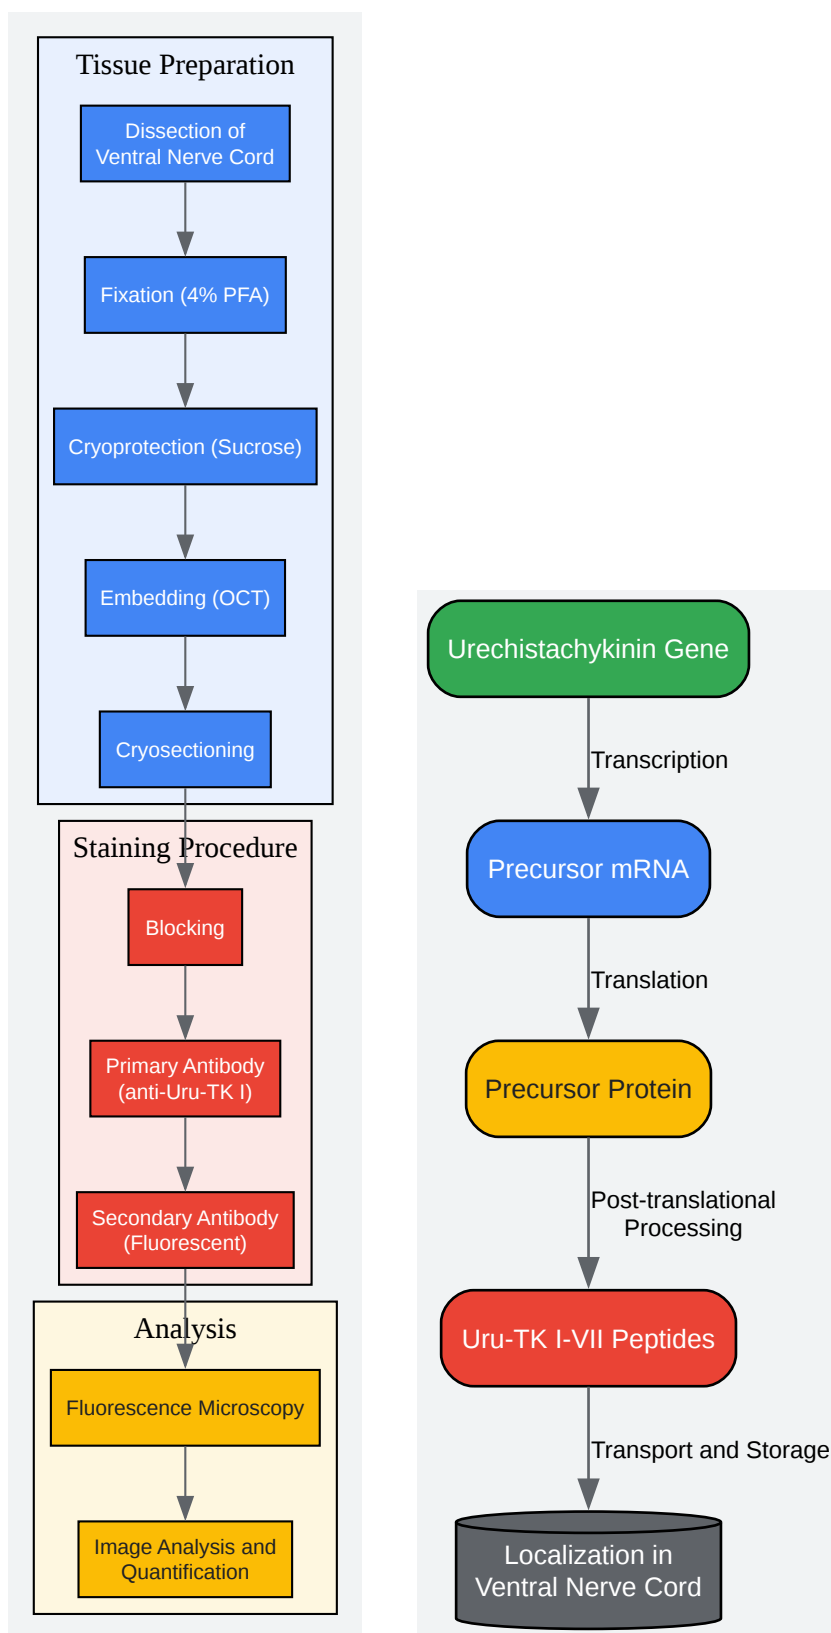 Tissue Preparation
Dissection of
Ventral Nerve Cord
Fixation (4% PFA)
Cryoprotection (Sucrose)
Embedding (OCT)
Cryosectioning
Staining Procedure
Blocking
Primary Antibody
(anti-Uru-TK I)
Secondary Antibody
(Fluorescent)
Analysis
Fluorescence Microscopy
Image Analysis and
Quantification
Urechistachykinin Gene
Transcription
Precursor mRNA
Translation
Precursor Protein
Post-translational
Processing
Uru-TK I-VII Peptides
Transport and Storage
Localization in
Ventral Nerve Cord